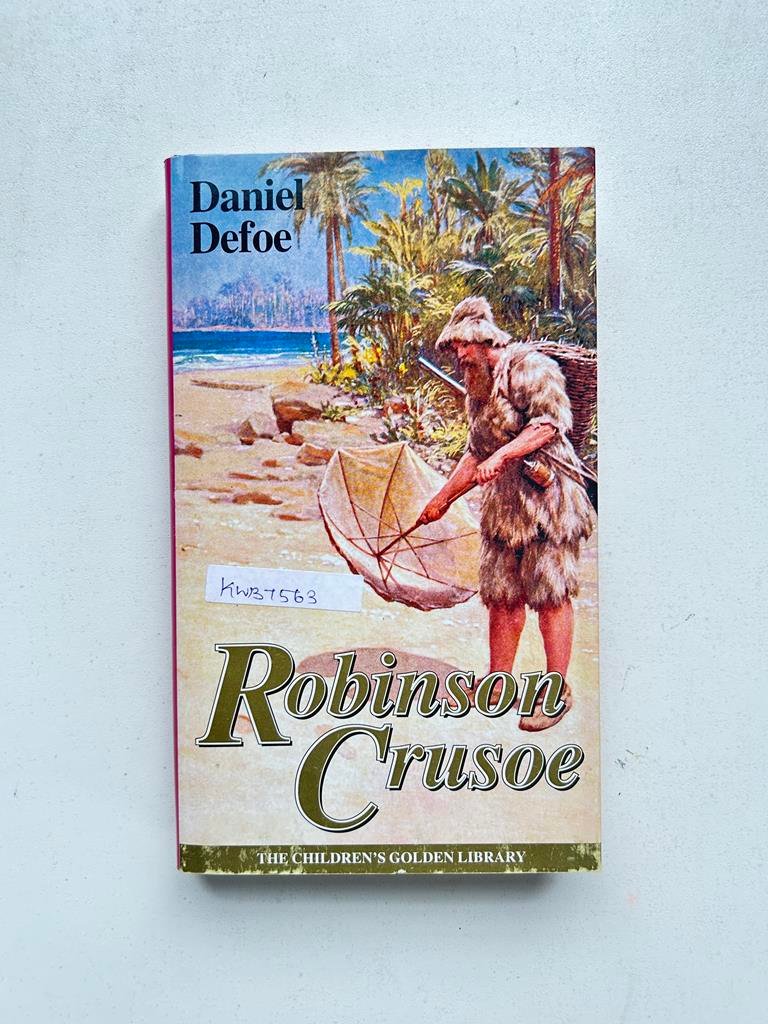 Daniel
Defoe
KWB7563
Robinson
Crusoe
THE CHILDREN'S GOLDEN LIBRARY